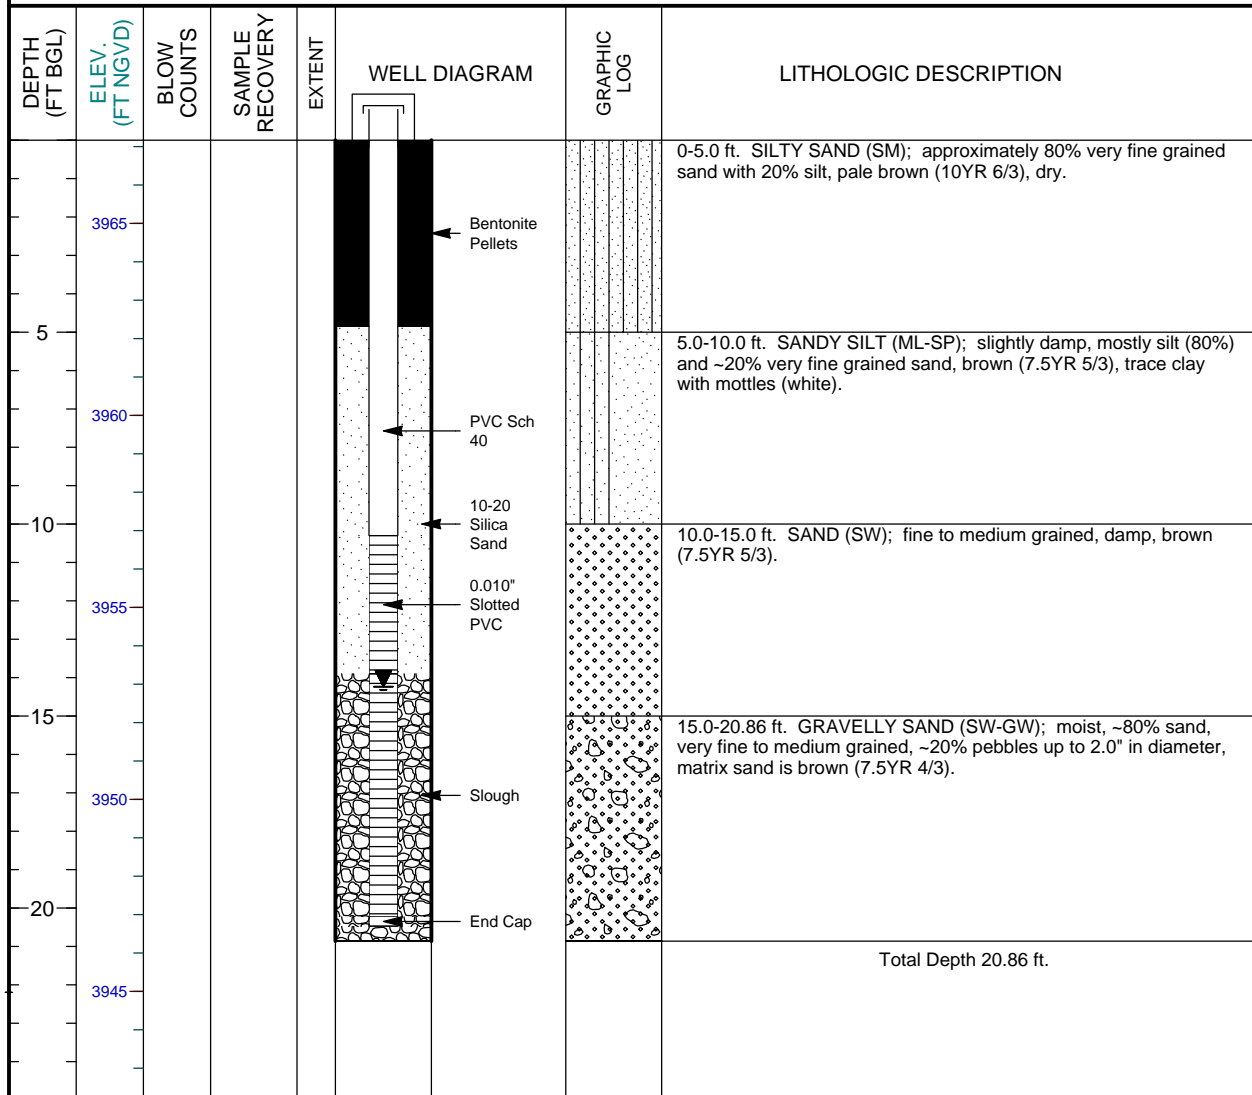 DEPTH
(FT BGL)
ELEV.
(FT NGVD)
BLOW
COUNTS
SAMPLE
RECOVERY
EXTENT
WELL DIAGRAM
GRAPHIC
LOG
LITHOLOGIC DESCRIPTION
0-5.0 ft. SILTY SAND (SM); approximately 80% very fine grained
sand with 20% silt, pale brown (10YR 6/3), dry.
3965
Bentonite
Pellets
5
5.0-10.0 ft. SANDY SILT (ML-SP); slightly damp, mostly silt (80%)
and ~20% very fine grained sand, brown (7.5YR 5/3), trace clay
with mottles (white).
3960
PVC Sch
40
10-20
Silica
Sand
10
10.0-15.0 ft. SAND (SW); fine to medium grained, damp, brown
(7.5YR 5/3).
0.010"
Slotted
PVC
3955
15
15.0-20.86 ft. GRAVELLY SAND (SW-GW); moist, ~80% sand,
very fine to medium grained, ~20% pebbles up to 2.0" in diameter,
matrix sand is brown (7.5YR 4/3).
3950
Slough
20
End Cap
Total Depth 20.86 ft.
3945